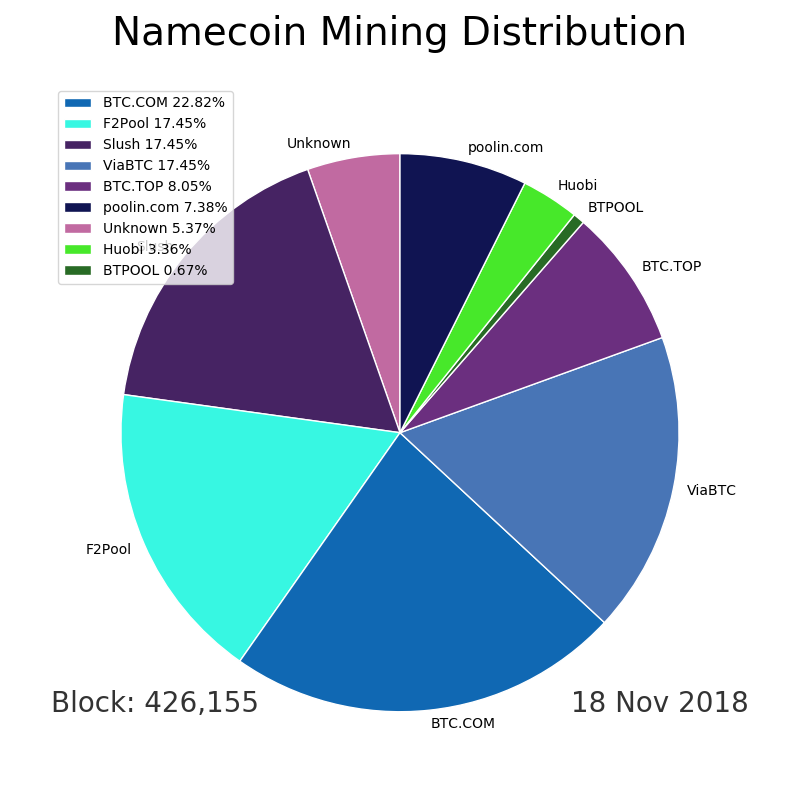 Namecoin Mining Distribution
BTC.COM 22.82%
F2Pool 17.45%
Slush 17.45%
ViaBTC 17.45%
BTC.TOP 8.05%
poolin.com 7.38%
Unknown 5.37%
Huobi 3.36%
BTPOOL 0.67%
Unknown
poolin.com
Huobi
BTPOOL
BTC.TOP
Slush
ViaBTC
F2Pool
BTC.COM
Block: 426,155
18 Nov 2018